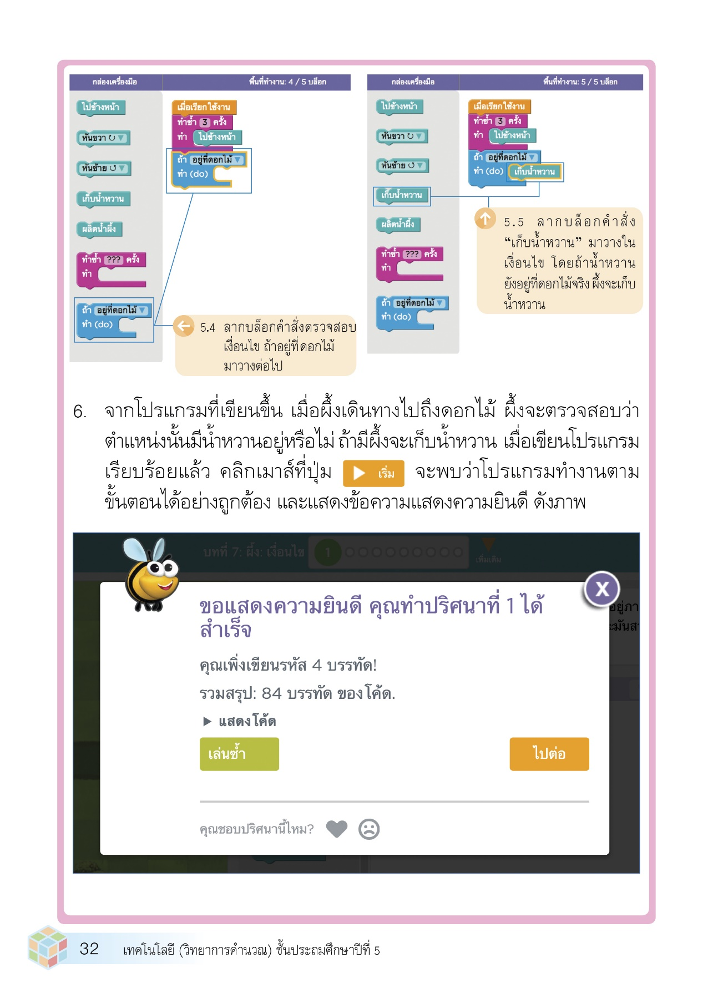 กล่องเครื่องมือ
พื้นที่ทำงาน: 4 / 5 บล็อก
ไปข้างหน้า
หันขวา ↻ ▼
หันซ้าย ↺ ▼
เก็บน้ำหวาน
ผลิตน้ำผึ้ง
ทำซ้ำ ??? ครั้ง
ทำ
ถ้า อยู่ที่ดอกไม้ ▼
ทำ (do)
เมื่อเรียกใช้งาน
ทำซ้ำ 3 ครั้ง
ทำ ไปข้างหน้า
ถ้า อยู่ที่ดอกไม้ ▼
ทำ (do)
5.4 ลากบล็อกคำสั่งตรวจสอบ
เงื่อนไข ถ้าอยู่ที่ดอกไม้
มาวางต่อไป
กล่องเครื่องมือ
พื้นที่ทำงาน: 5 / 5 บล็อก
ไปข้างหน้า
หันขวา ↻ ▼
หันซ้าย ↺ ▼
เก็บน้ำหวาน
ผลิตน้ำผึ้ง
ทำซ้ำ ??? ครั้ง
ทำ
ถ้า อยู่ที่ดอกไม้ ▼
ทำ (do)
เมื่อเรียกใช้งาน
ทำซ้ำ 3 ครั้ง
ทำ ไปข้างหน้า
ถ้า อยู่ที่ดอกไม้ ▼
ทำ (do) เก็บน้ำหวาน
5.5 ลากบล็อกคำสั่ง
“เก็บน้ำหวาน” มาวางใน
เงื่อนไข โดยถ้าน้ำหวาน
ยังอยู่ที่ดอกไม้จริง ผึ้งจะเก็บ
น้ำหวาน
6. จากโปรแกรมที่เขียนขึ้น เมื่อผึ้งเดินทางไปถึงดอกไม้ ผึ้งจะตรวจสอบว่า
ตำแหน่งนั้นมีน้ำหวานอยู่หรือไม่ ถ้ามีผึ้งจะเก็บน้ำหวาน เมื่อเขียนโปรแกรม
เรียบร้อยแล้ว คลิกเมาส์ที่ปุ่ม เริ่ม จะพบว่าโปรแกรมทำงานตาม
ขั้นตอนได้อย่างถูกต้อง และแสดงข้อความแสดงความยินดี ดังภาพ
บทที่ 7: ผึ้ง: เงื่อนไข 1
เพิ่มเติม
X
ขอแสดงความยินดี คุณทำปริศนาที่ 1 ได้
สำเร็จ
คุณเพิ่งเขียนรหัส 4 บรรทัด!
รวมสรุป: 84 บรรทัด ของโค้ด.
▶ แสดงโค้ด
เล่นซ้ำ
ไปต่อ
คุณชอบปริศนานี้ไหม?
32 เทคโนโลยี (วิทยาการคำนวณ) ชั้นประถมศึกษาปีที่ 5